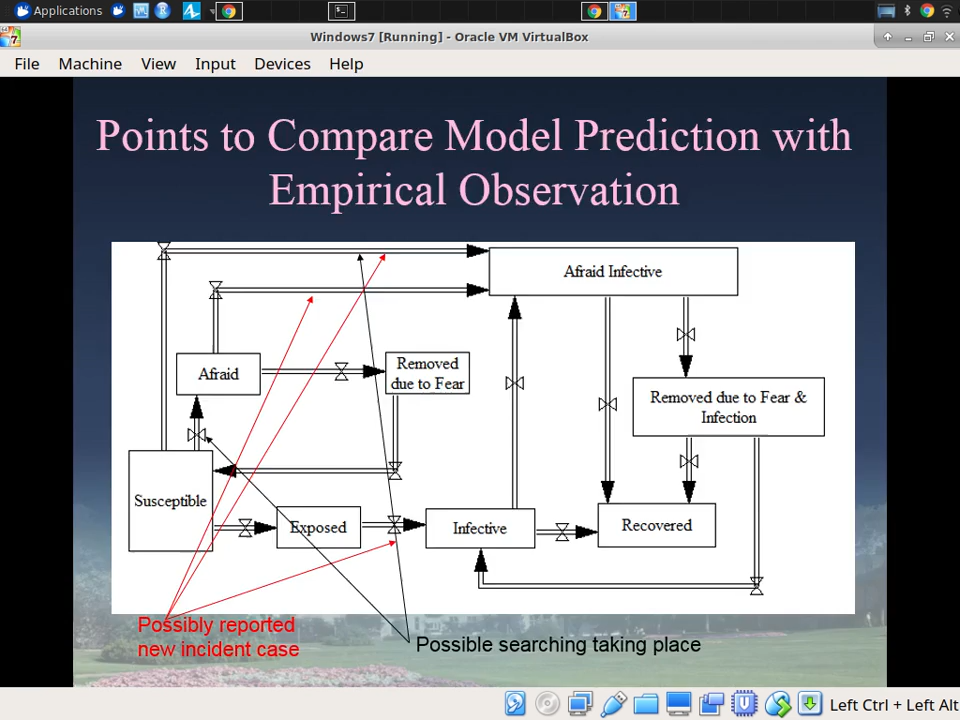 Applications
Windows7 [Running] - Oracle VM VirtualBox
File Machine View Input Devices Help
Points to Compare Model Prediction with
Empirical Observation
Afraid Infective
Afraid
Removed
due to Fear
Removed due to Fear &
Infection
Susceptible
Exposed
Infective
Recovered
Possibly reported
new incident case
Possible searching taking place
Left Ctrl + Left Alt